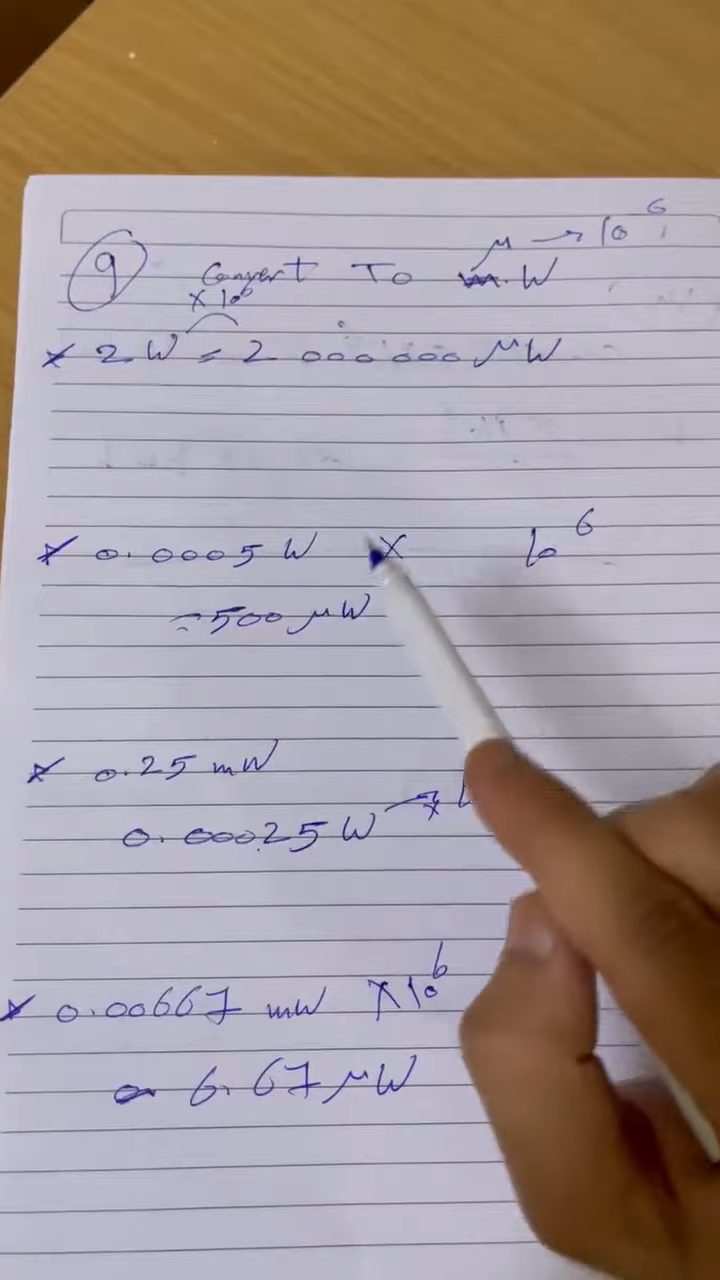 μ → 10 6
9 Convert To W
x 10 6
* 2 W = 2 000 000 μW
* 0.0005 W x 10 6
= 500 μW
* 0.25 mW
0.00025 W → x
* 0.00667 mW x 10 6
6.67 μW